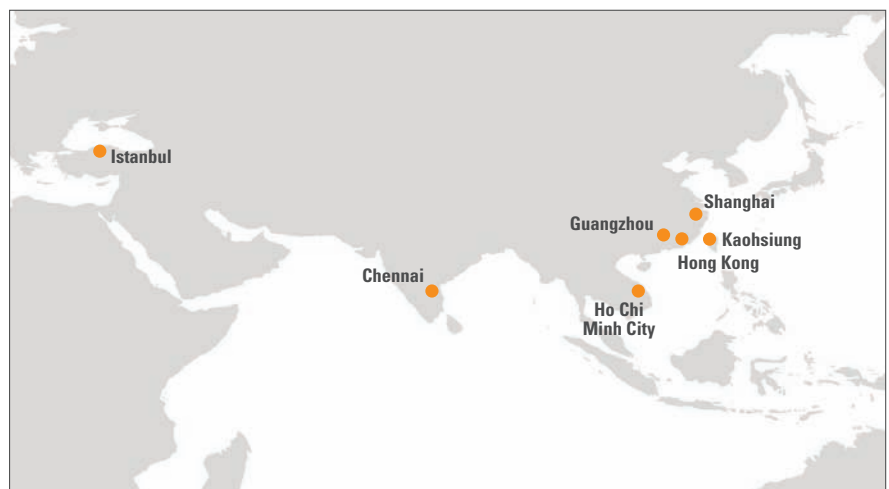 Istanbul
Shanghai
Guangzhou
Kaohsiung
Hong Kong
Chennai
Ho Chi
Minh City